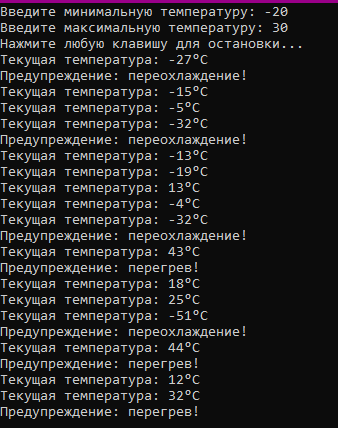 Введите минимальную температуру: -20
Введите максимальную температуру: 30
Нажмите любую клавишу для остановки...
Текущая температура: -27°C
Предупреждение: переохлаждение!
Текущая температура: -15°C
Текущая температура: -5°C
Текущая температура: -32°C
Предупреждение: переохлаждение!
Текущая температура: -13°C
Текущая температура: -19°C
Текущая температура: 13°C
Текущая температура: -4°C
Текущая температура: -32°C
Предупреждение: переохлаждение!
Текущая температура: 43°C
Предупреждение: перегрев!
Текущая температура: 18°C
Текущая температура: 25°C
Текущая температура: -51°C
Предупреждение: переохлаждение!
Текущая температура: 44°C
Предупреждение: перегрев!
Текущая температура: 12°C
Текущая температура: 32°C
Предупреждение: перегрев!